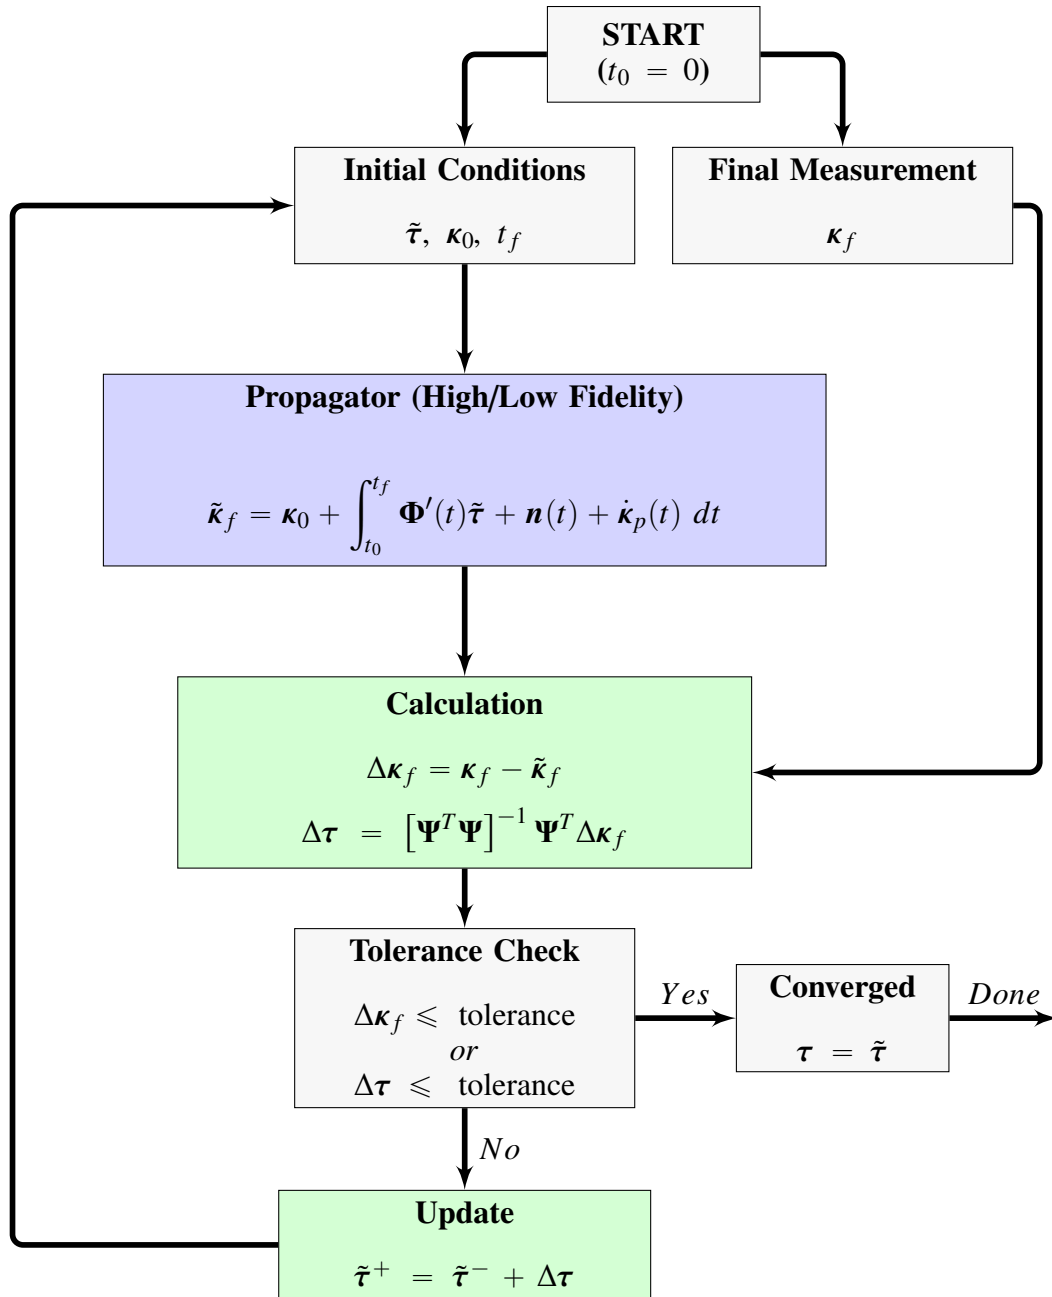 START
(t₀ = 0)
Initial Conditions
τ̃, κ₀, t_f
Final Measurement
κ_f
Propagator (High/Low Fidelity)
κ̃_f = κ₀ + ∫_{t₀}^{t_f} Φ′(t)τ̃ + n(t) + κ̇_p(t) dt
Calculation
Δκ_f = κ_f − κ̃_f
Δτ = [Ψ^T Ψ]^{−1} Ψ^T Δκ_f
Tolerance Check
Δκ_f ⩽ tolerance
or
Δτ ⩽ tolerance
Yes
Converged
τ = τ̃
Done
No
Update
τ̃⁺ = τ̃⁻ + Δτ